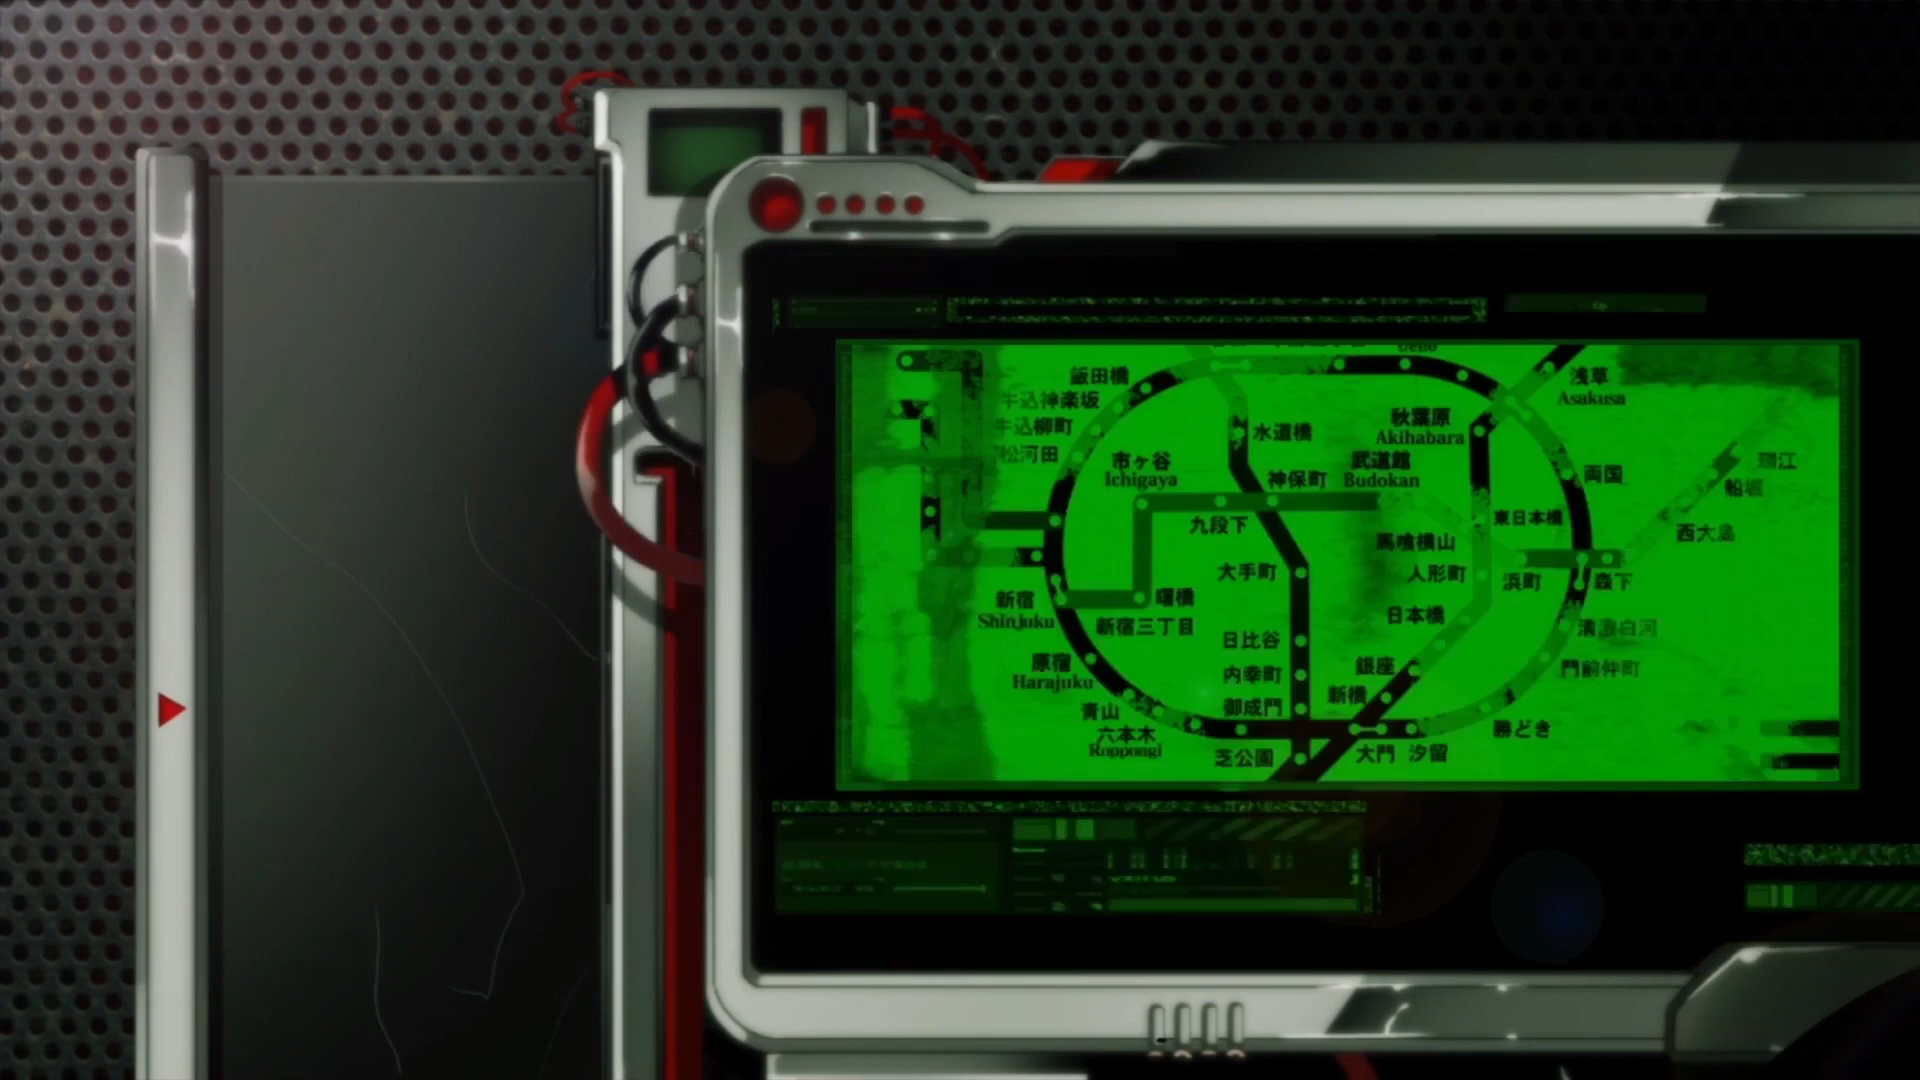 Ueno
飯田橋
浅草
Asakusa
牛込神楽坂
牛込柳町
松河田
水道橋
秋葉原
Akihabara
市ヶ谷
Ichigaya
神保町
武道館
Budokan
瑞江
船堀
両国
九段下
東日本橋
西大島
馬喰横山
大手町
人形町
浜町
森下
新宿
Shinjuku
曙橋
新宿三丁目
日本橋
清澄白河
日比谷
原宿
Harajuku
内幸町
銀座
門前仲町
新橋
御成門
青山
六本木
Roppongi
芝公園
大門
汐留
勝どき